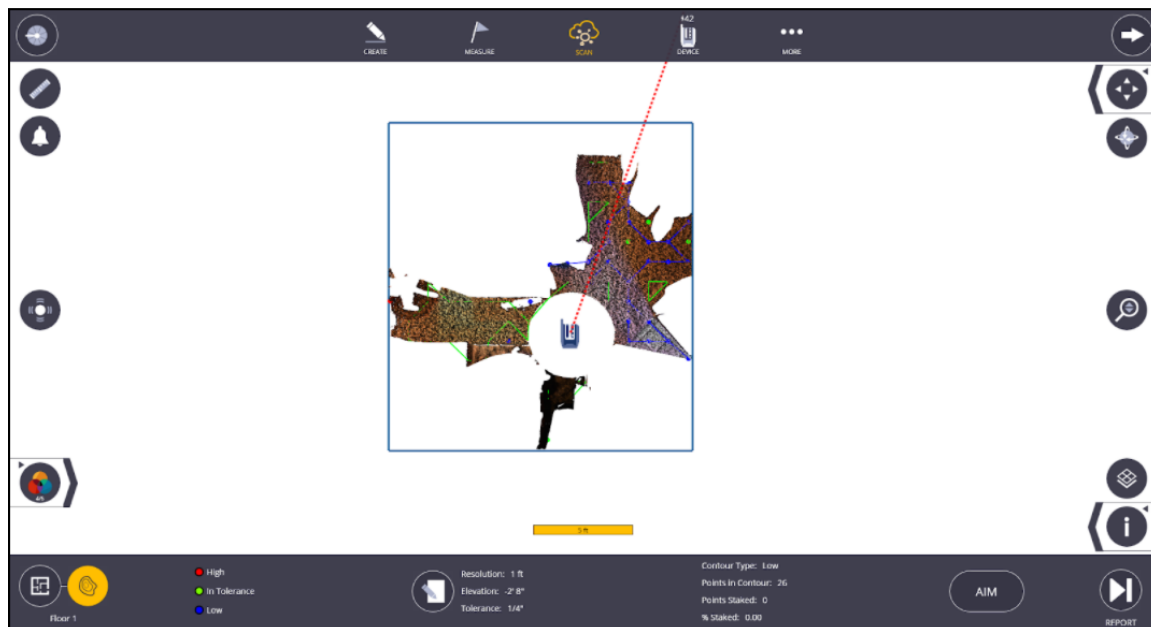 542
CREATE
MEASURE
SCAN
DEVICE
MORE
5 ft
High
In Tolerance
Low
Resolution: 1 ft
Elevation: -2' 8"
Tolerance: 1/4"
Contour Type: Low
Points in Contour: 26
Points Staked: 0
% Staked: 0.00
AIM
Floor 1
REPORT